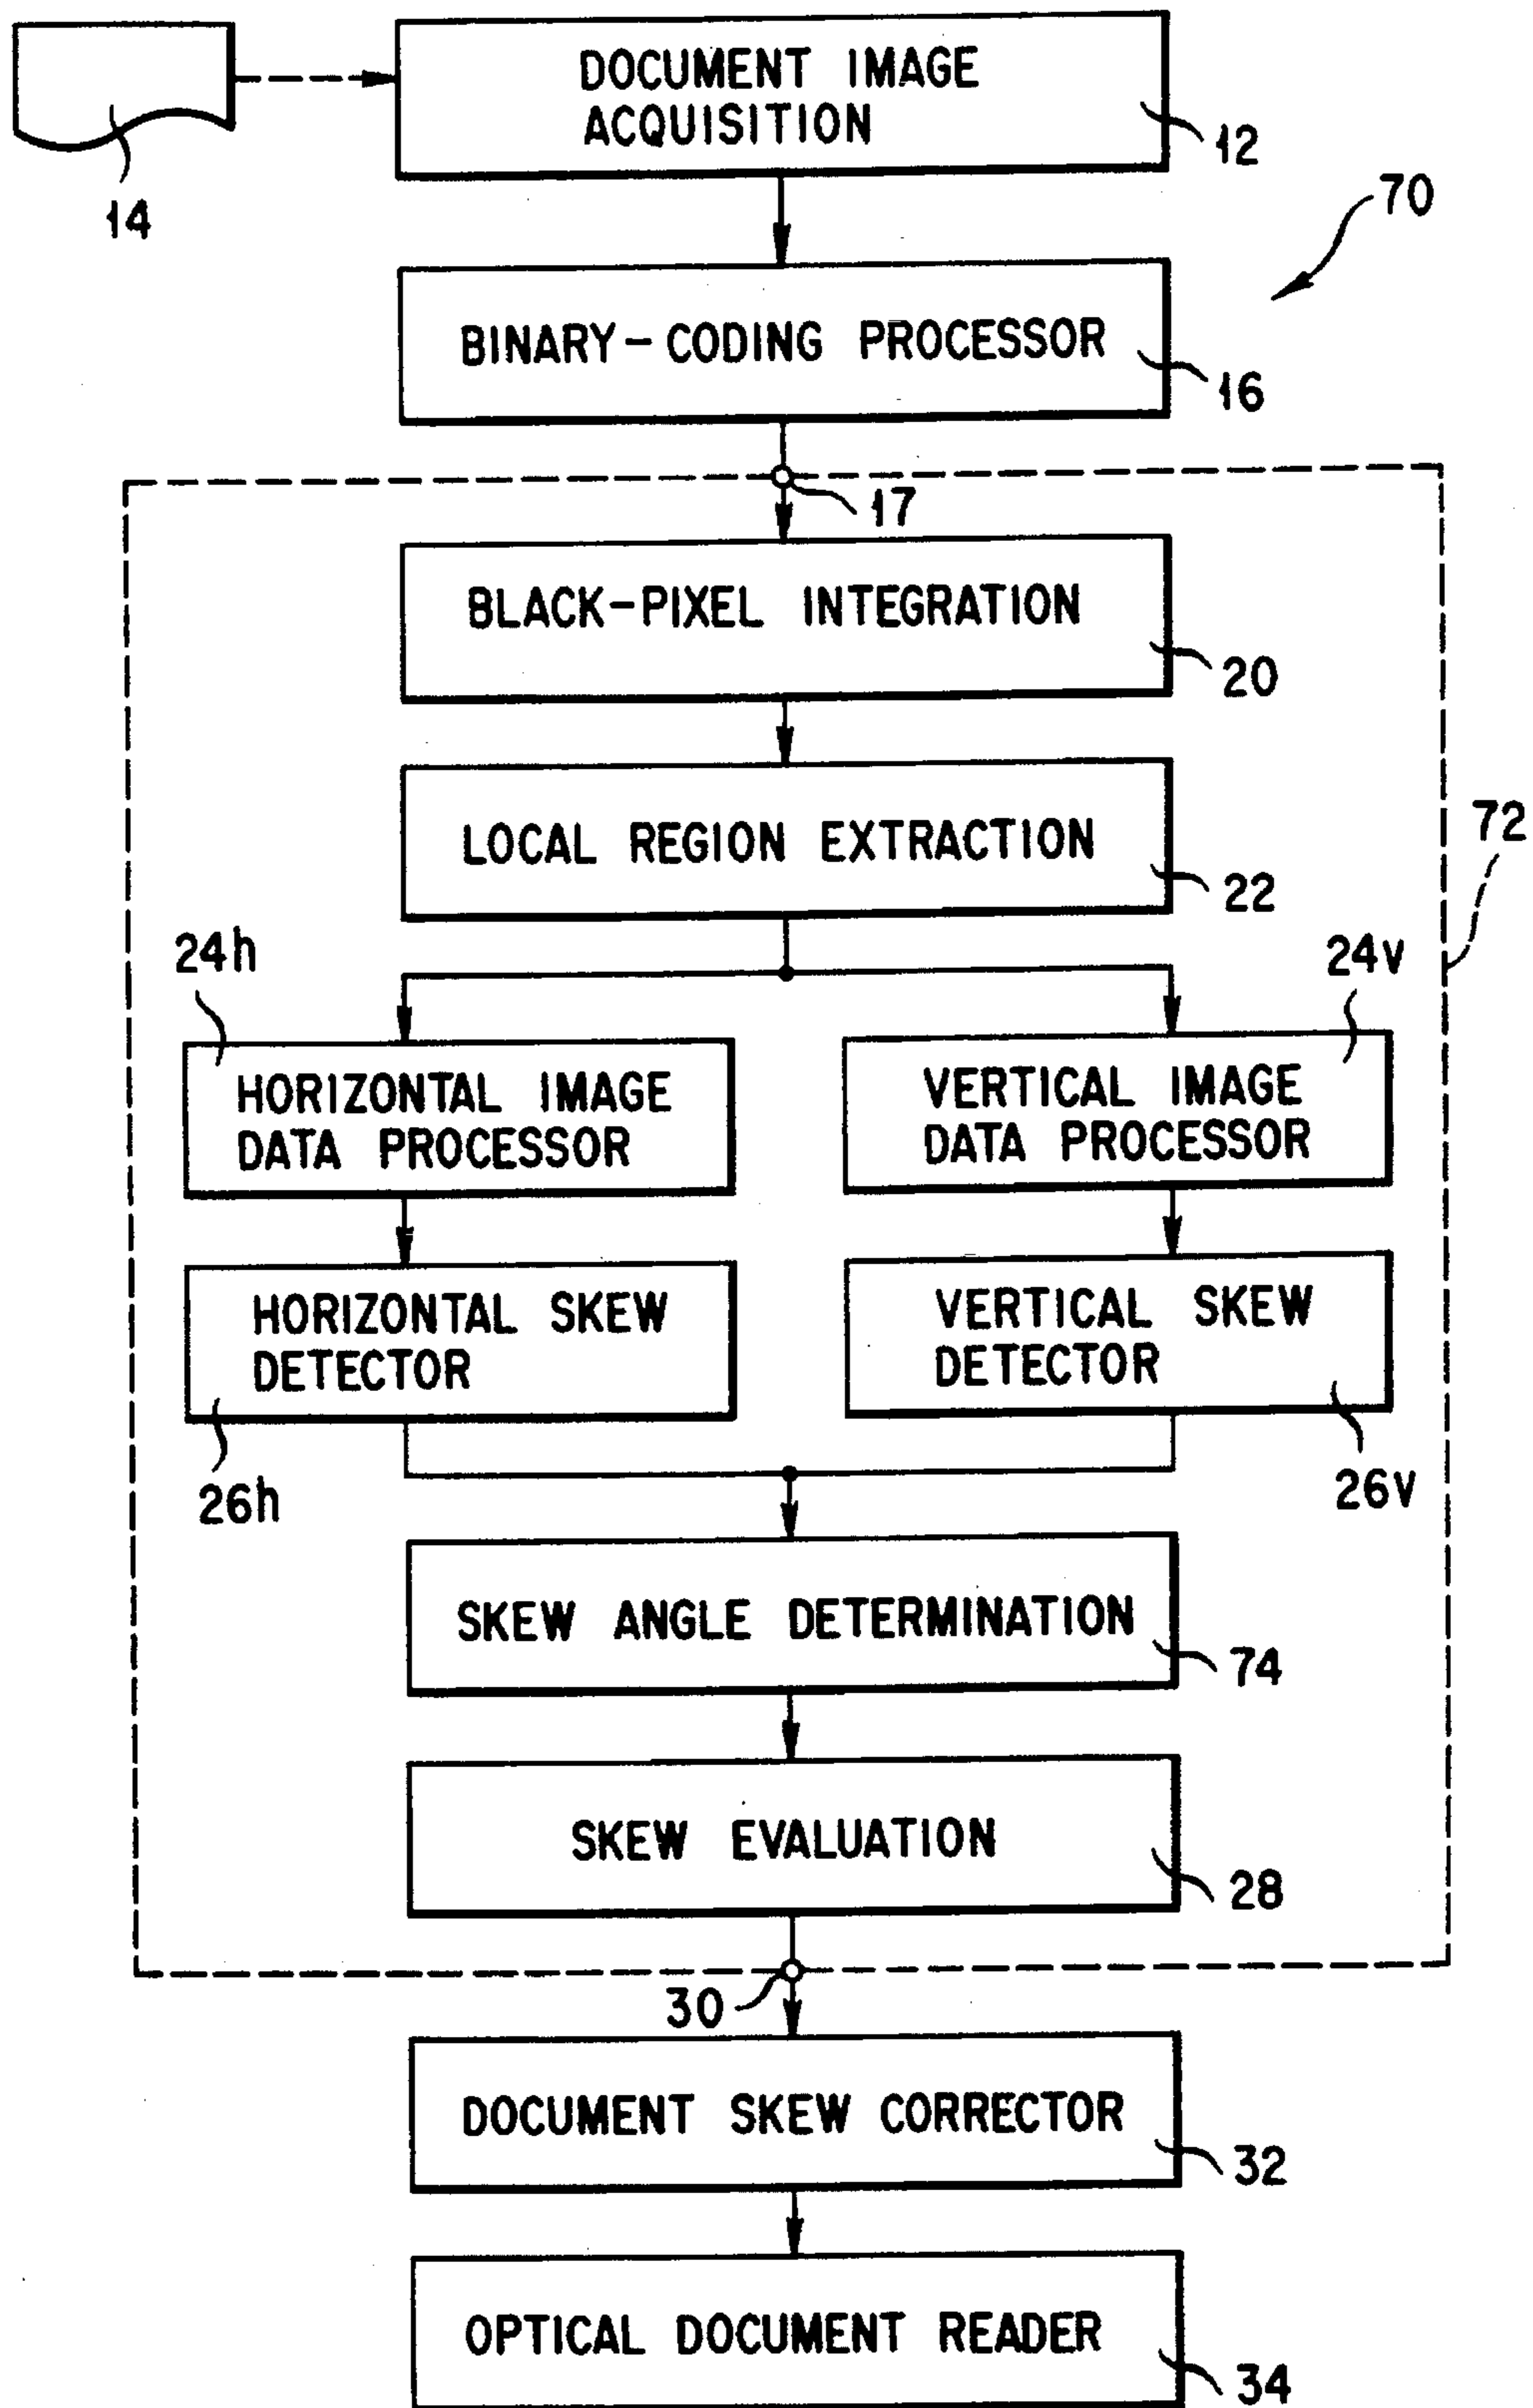 DOCUMENT IMAGE
ACQUISITION
12
14
70
BINARY-CODING PROCESSOR
16
17
BLACK-PIXEL INTEGRATION
20
LOCAL REGION EXTRACTION
22
72
24h
24v
HORIZONTAL IMAGE
DATA PROCESSOR
VERTICAL IMAGE
DATA PROCESSOR
HORIZONTAL SKEW
DETECTOR
VERTICAL SKEW
DETECTOR
26h
26v
SKEW ANGLE DETERMINATION
74
SKEW EVALUATION
28
30
DOCUMENT SKEW CORRECTOR
32
OPTICAL DOCUMENT READER
34